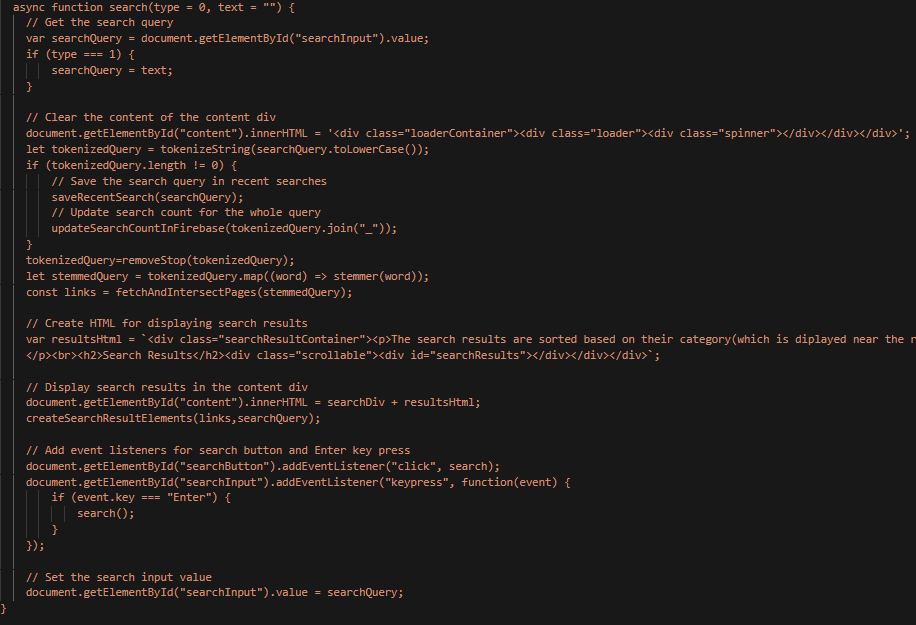 async function search(type = 0, text = "") {
// Get the search query
var searchQuery = document.getElementById("searchInput").value;
if (type === 1) {
searchQuery = text;
}
// Clear the content of the content div
document.getElementById("content").innerHTML = '<div class="loaderContainer"><div class="loader"><div class="spinner"></div></div></div>';
let tokenizedQuery = tokenizeString(searchQuery.toLowerCase());
if (tokenizedQuery.length != 0) {
// Save the search query in recent searches
saveRecentSearch(searchQuery);
// Update search count for the whole query
updateSearchCountInFirebase(tokenizedQuery.join("_"));
}
tokenizedQuery=removeStop(tokenizedQuery);
let stemmedQuery = tokenizedQuery.map((word) => stemmer(word));
const links = fetchAndIntersectPages(stemmedQuery);
// Create HTML for displaying search results
var resultsHtml = `<div class="searchResultContainer"><p>The search results are sorted based on their category(which is diplayed near the
</p><br><h2>Search Results</h2><div class="scrollable"><div id="searchResults"></div></div></div>`;
// Display search results in the content div
document.getElementById("content").innerHTML = searchDiv + resultsHtml;
createSearchResultElements(links,searchQuery);
// Add event listeners for search button and Enter key press
document.getElementById("searchButton").addEventListener("click", search);
document.getElementById("searchInput").addEventListener("keypress", function(event) {
if (event.key === "Enter") {
search();
}
});
// Set the search input value
document.getElementById("searchInput").value = searchQuery;
}